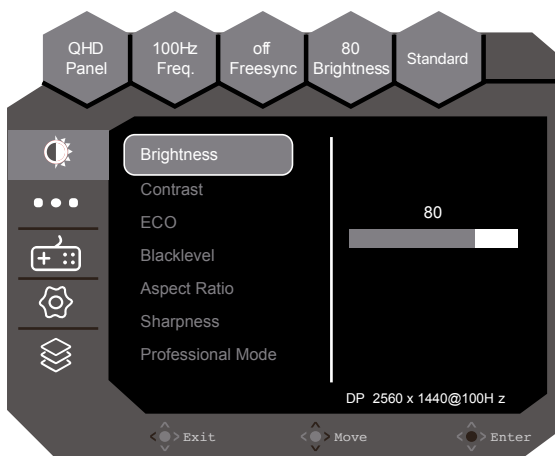 QHD
Panel
100Hz
Freq.
off
Freesync
80
Brightness
Standard
Brightness
Contrast
ECO
Blacklevel
Aspect Ratio
Sharpness
Professional Mode
80
DP 2560 x 1440@100H z
Exit
Move
Enter